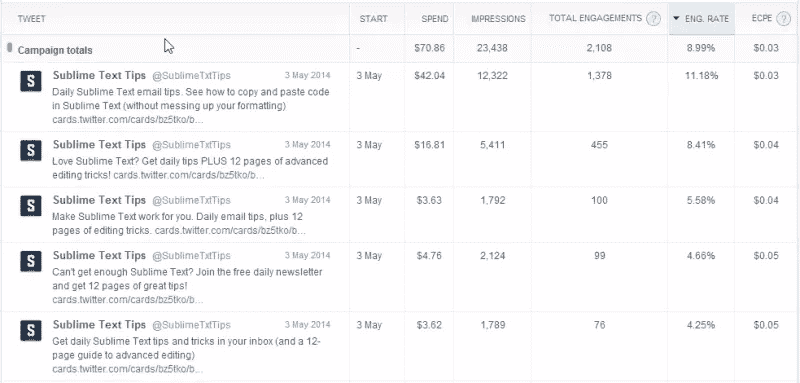 TWEET START SPEND IMPRESSIONS TOTAL ENGAGEMENTS ? ENG. RATE ECPE ?
Campaign totals - $70.86 23,438 2,108 8.99% $0.03
S Sublime Text Tips @SublimeTxtTips 3 May 2014 3 May $42.04 12,322 1,378 11.18% $0.03
Daily Sublime Text email tips. See how to copy and paste code
in Sublime Text (without messing up your formatting)
cards.twitter.com/cards/bz5tko/b...
S Sublime Text Tips @SublimeTxtTips 3 May 2014 3 May $16.81 5,411 455 8.41% $0.04
Love Sublime Text? Get daily tips PLUS 12 pages of advanced
editing tricks! cards.twitter.com/cards/bz5tko/b...
S Sublime Text Tips @SublimeTxtTips 3 May 2014 3 May $3.63 1,792 100 5.58% $0.04
Make Sublime Text work for you. Daily email tips, plus 12
pages of editing tricks. cards.twitter.com/cards/bz5tko/b...
S Sublime Text Tips @SublimeTxtTips 3 May 2014 3 May $4.76 2,124 99 4.66% $0.05
Can't get enough Sublime Text? Join the free daily newsletter
and get 12 pages of great tips!
cards.twitter.com/cards/bz5tko/b...
S Sublime Text Tips @SublimeTxtTips 3 May 2014 3 May $3.62 1,789 76 4.25% $0.05
Get daily Sublime Text tips and tricks in your inbox (and a 12-
page guide to advanced editing)
cards.twitter.com/cards/bz5tko/b...